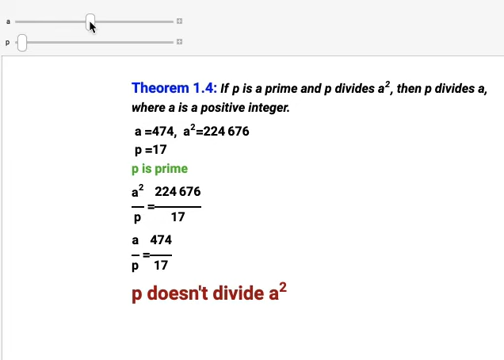 a
p
Theorem 1.4: If p is a prime and p divides a², then p divides a,
where a is a positive integer.
a =474, a²=224 676
p =17
p is prime
a²/p = 224 676/17
a/p = 474/17
p doesn't divide a²